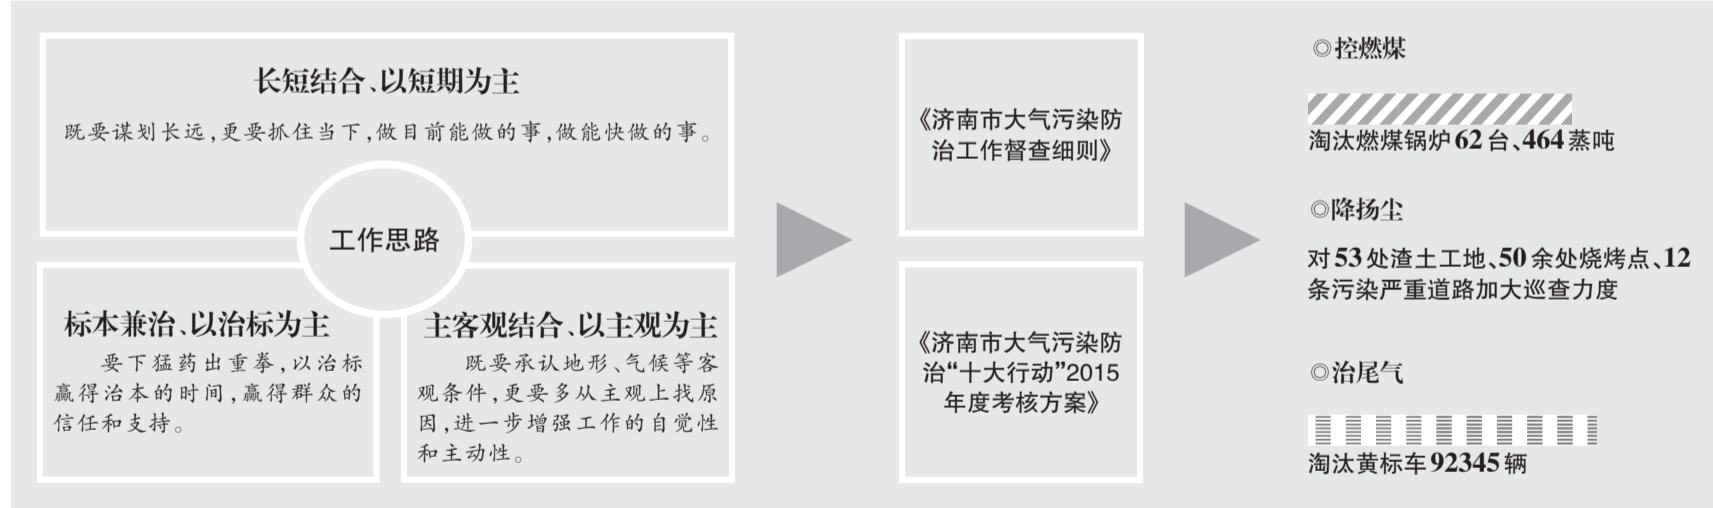 长短结合、以短期为主
既要谋划长远,更要抓住当下,做目前能做的事,做能快做的事。
工作思路
标本兼治、以治标为主
要下猛药出重拳,以治标
赢得治本的时间,赢得群众的
信任和支持。
主客观结合、以主观为主
既要承认地形、气候等客
观条件,更要多从主观上找原
因,进一步增强工作的自觉性
和主动性。
《济南市大气污染防
治工作督查细则》
《济南市大气污染防
治“十大行动”2015
年度考核方案》
◎控燃煤
淘汰燃煤锅炉62台、464蒸吨
◎降扬尘
对53处渣土工地、50余处烧烤点、12
条污染严重道路加大巡查力度
◎治尾气
淘汰黄标车92345辆